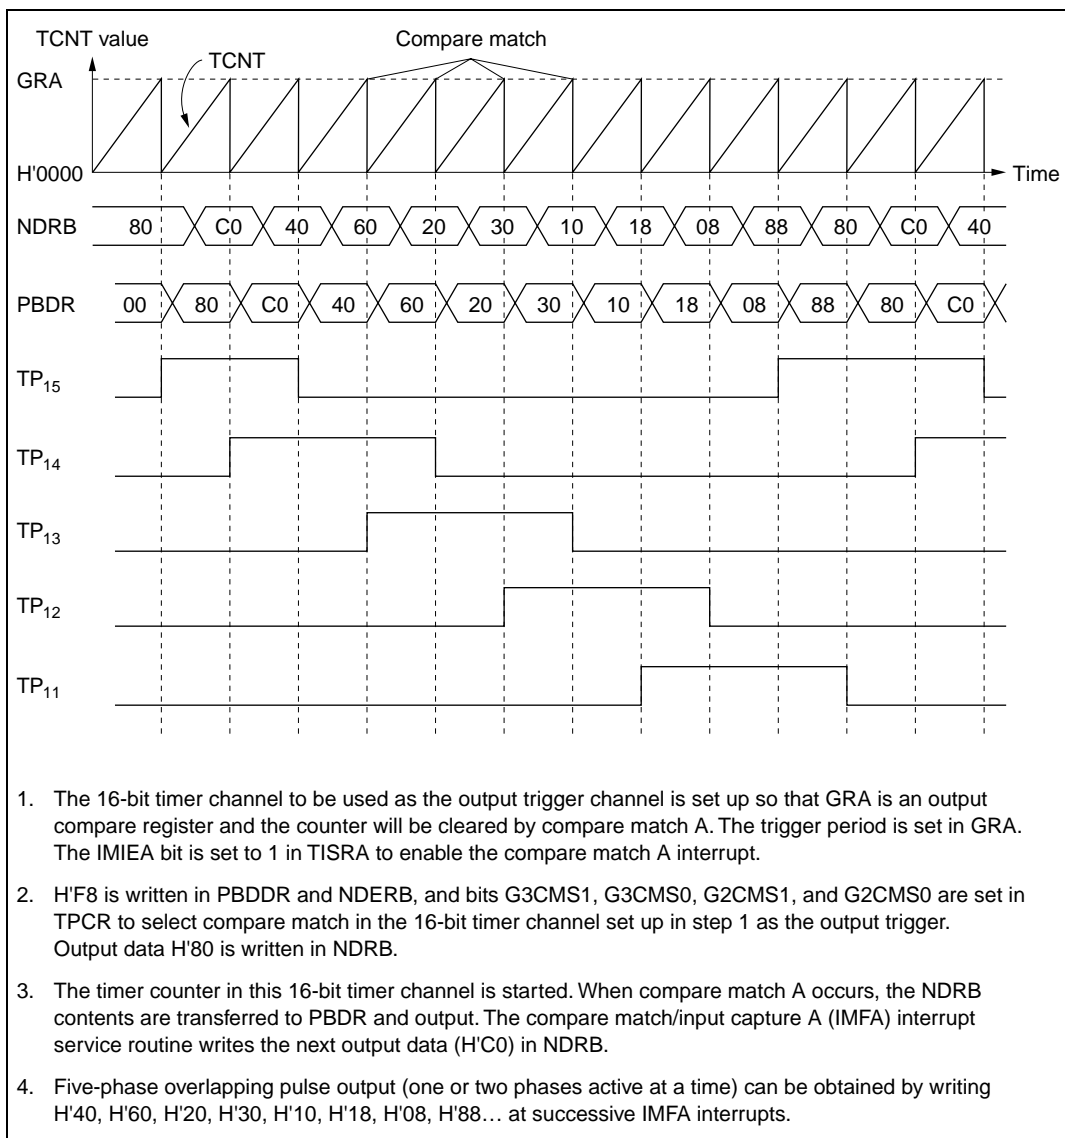 TCNT value Compare match
TCNT
GRA
H'0000 Time
NDRB 80 C0 40 60 20 30 10 18 08 88 80 C0 40
PBDR 00 80 C0 40 60 20 30 10 18 08 88 80 C0
TP15
TP14
TP13
TP12
TP11
1. The 16-bit timer channel to be used as the output trigger channel is set up so that GRA is an output
compare register and the counter will be cleared by compare match A. The trigger period is set in GRA.
The IMIEA bit is set to 1 in TISRA to enable the compare match A interrupt.
2. H'F8 is written in PBDDR and NDERB, and bits G3CMS1, G3CMS0, G2CMS1, and G2CMS0 are set in
TPCR to select compare match in the 16-bit timer channel set up in step 1 as the output trigger.
Output data H'80 is written in NDRB.
3. The timer counter in this 16-bit timer channel is started. When compare match A occurs, the NDRB
contents are transferred to PBDR and output. The compare match/input capture A (IMFA) interrupt
service routine writes the next output data (H'C0) in NDRB.
4. Five-phase overlapping pulse output (one or two phases active at a time) can be obtained by writing
H'40, H'60, H'20, H'30, H'10, H'18, H'08, H'88… at successive IMFA interrupts.